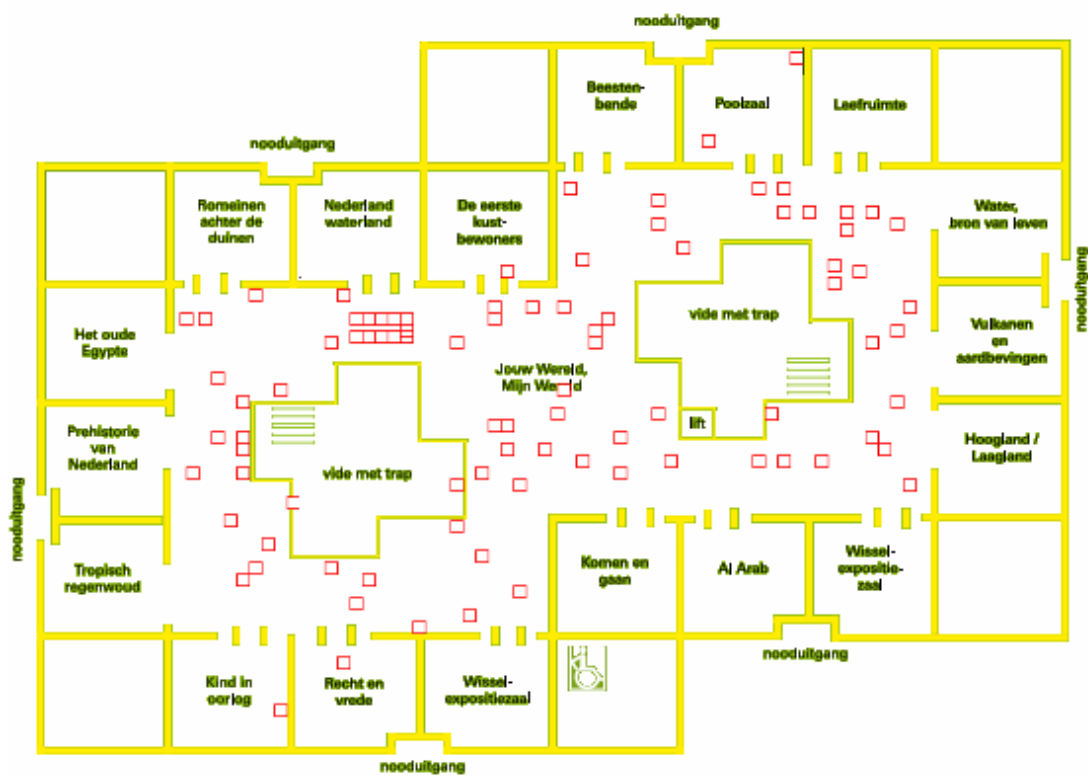 nooduitgang
Beesten-
bende
Poolzaal
Leefruimte
nooduitgang
Romeinen
achter de
duinen
Nederland
waterland
De eerste
kust-
bewoners
Water,
bron van leven
nooduitgang
Het oude
Egypte
vide met trap
Vulkanen
en
aardbevingen
Jouw Wereld,
Mijn Wereld
lift
Prehistorie
van
Nederland
vide met trap
Hoogland /
Laagland
nooduitgang
Tropisch
regenwoud
Komen en
gaan
Al Arab
Wissel-
expositie-
zaal
nooduitgang
Kind in
oorlog
Recht en
vrede
Wissel-
expositiezaal
nooduitgang